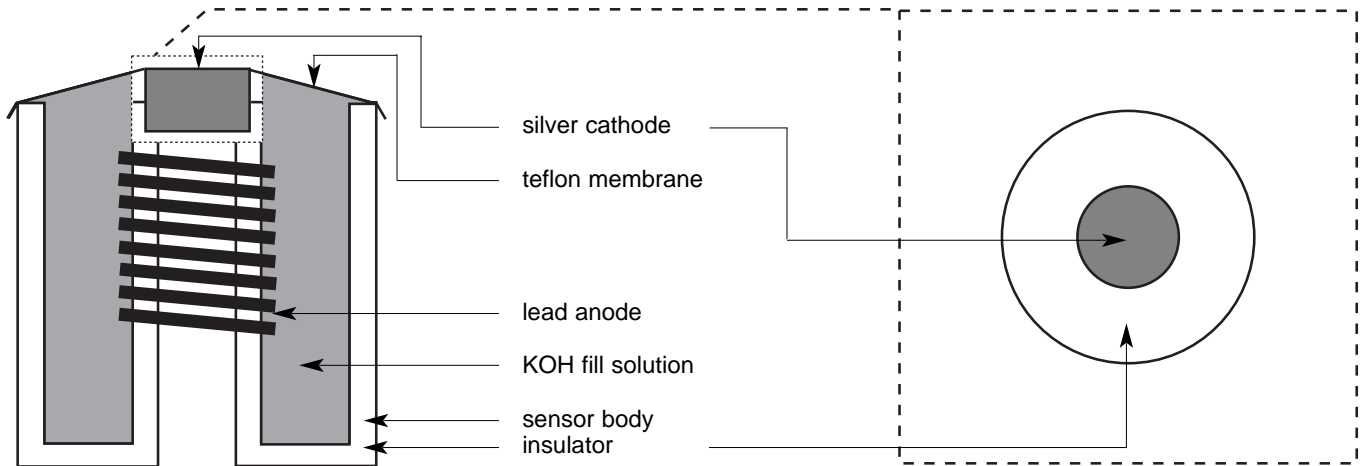 silver cathode
teflon membrane
lead anode
KOH fill solution
sensor body
insulator